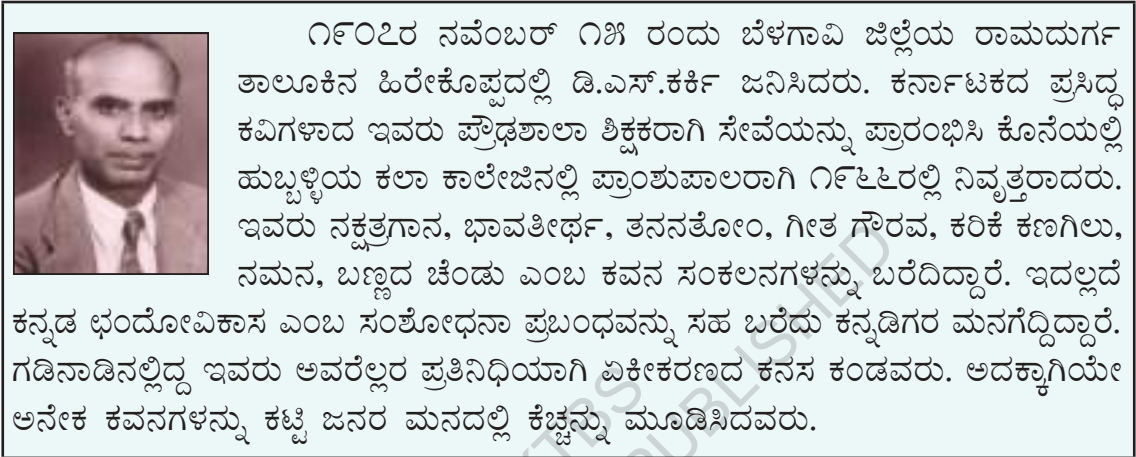 ೧೯೦೭ರ ನವೆಂಬರ್ ೧೫ ರಂದು ಬೆಳಗಾವಿ ಜಿಲ್ಲೆಯ ರಾಮದುರ್ಗ
ತಾಲೂಕಿನ ಹಿರೇಕೊಪ್ಪದಲ್ಲಿ ಡಿ.ಎಸ್.ಕರ್ಕಿ ಜನಿಸಿದರು. ಕರ್ನಾಟಕದ ಪ್ರಸಿದ್ಧ
ಕವಿಗಳಾದ ಇವರು ಪ್ರೌಢಶಾಲಾ ಶಿಕ್ಷಕರಾಗಿ ಸೇವೆಯನ್ನು ಪ್ರಾರಂಭಿಸಿ ಕೊನೆಯಲ್ಲಿ
ಹುಬ್ಬಳ್ಳಿಯ ಕಲಾ ಕಾಲೇಜಿನಲ್ಲಿ ಪ್ರಾಂಶುಪಾಲರಾಗಿ ೧೯೬೬ರಲ್ಲಿ ನಿವೃತ್ತರಾದರು.
ಇವರು ನಕ್ಷತ್ರಗಾನ, ಭಾವತೀರ್ಥ, ತನನತೋಂ, ಗೀತ ಗೌರವ, ಕರಿಕೆ ಕಣಗಿಲು,
ನಮನ, ಬಣ್ಣದ ಚೆಂಡು ಎಂಬ ಕವನ ಸಂಕಲನಗಳನ್ನು ಬರೆದಿದ್ದಾರೆ. ಇದಲ್ಲದೆ
ಕನ್ನಡ ಛಂದೋವಿಕಾಸ ಎಂಬ ಸಂಶೋಧನಾ ಪ್ರಬಂಧವನ್ನು ಸಹ ಬರೆದು ಕನ್ನಡಿಗರ ಮನಗೆದ್ದಿದ್ದಾರೆ.
ಗಡಿನಾಡಿನಲ್ಲಿದ್ದ ಇವರು ಅವರೆಲ್ಲರ ಪ್ರತಿನಿಧಿಯಾಗಿ ಏಕೀಕರಣದ ಕನಸ ಕಂಡವರು. ಅದಕ್ಕಾಗಿಯೇ
ಅನೇಕ ಕವನಗಳನ್ನು ಕಟ್ಟಿ ಜನರ ಮನದಲ್ಲಿ ಕೆಚ್ಚನ್ನು ಮೂಡಿಸಿದವರು.
KTBS
PUBLISHED